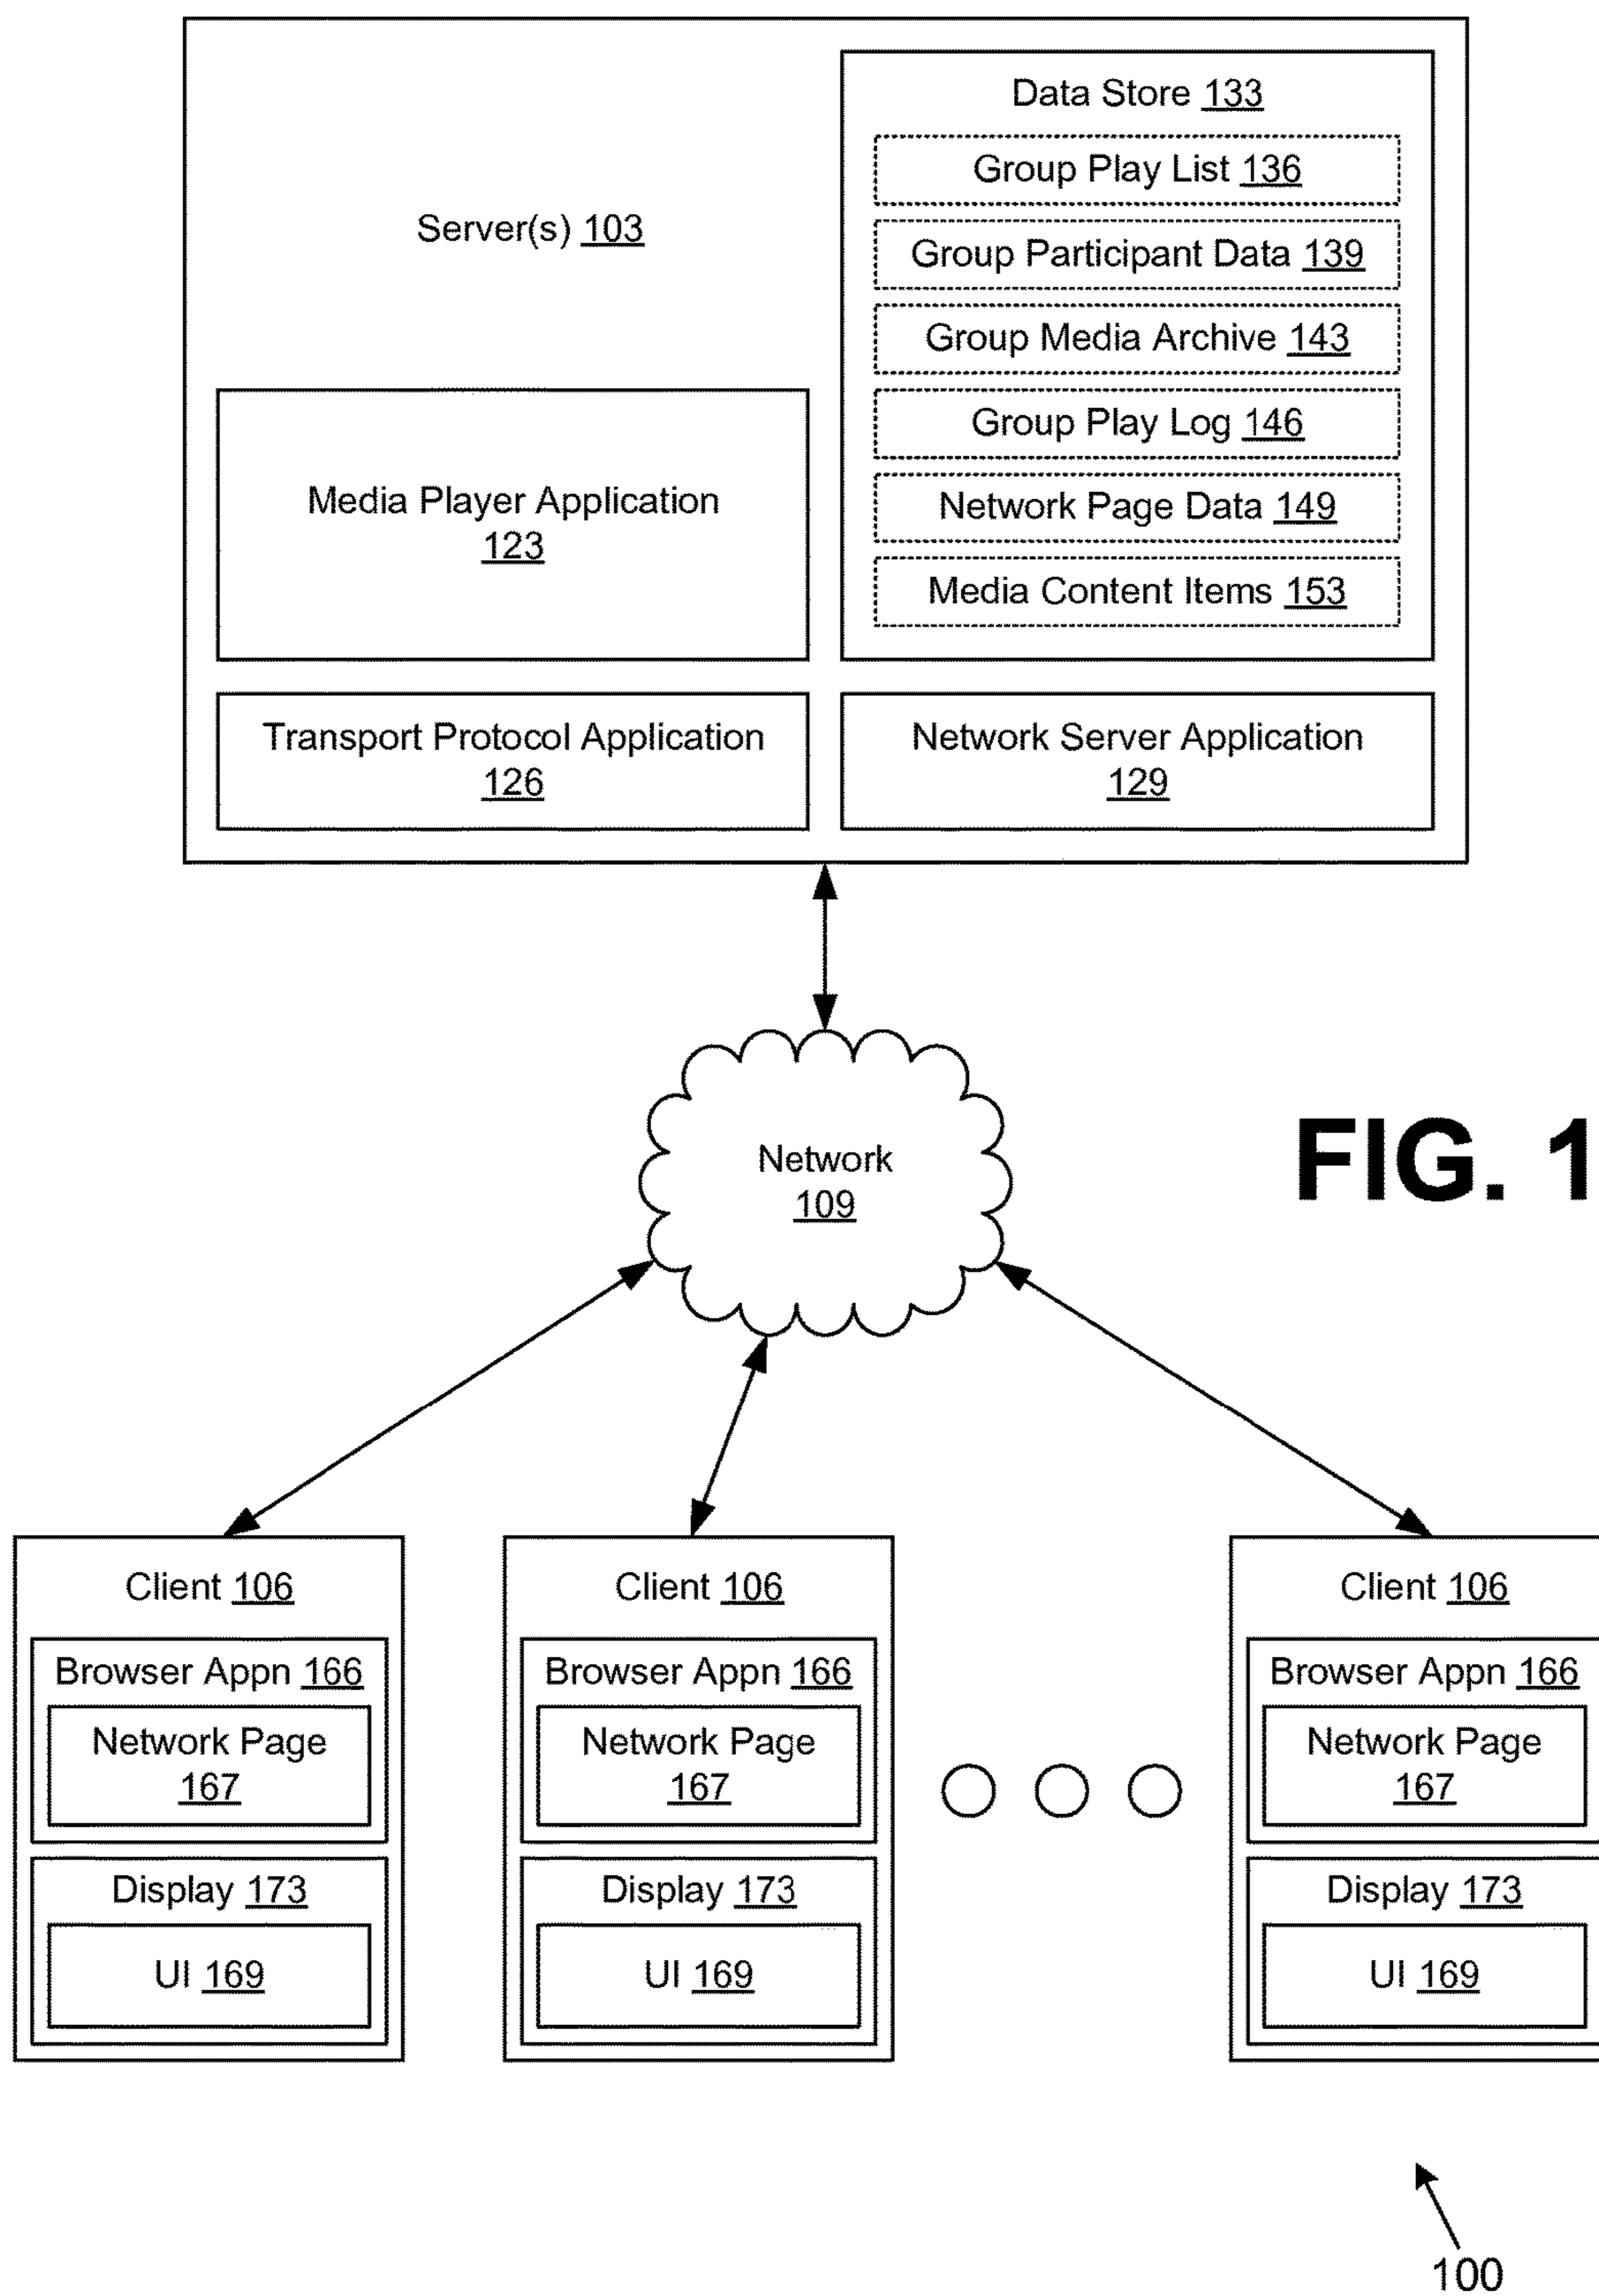 Server(s) 103
Data Store 133
Group Play List 136
Group Participant Data 139
Group Media Archive 143
Group Play Log 146
Network Page Data 149
Media Content Items 153
Media Player Application
123
Transport Protocol Application
126
Network Server Application
129
Network
109
FIG. 1
Client 106
Browser Appn 166
Network Page
167
Display 173
UI 169
Client 106
Browser Appn 166
Network Page
167
Display 173
UI 169
Client 106
Browser Appn 166
Network Page
167
Display 173
UI 169
100